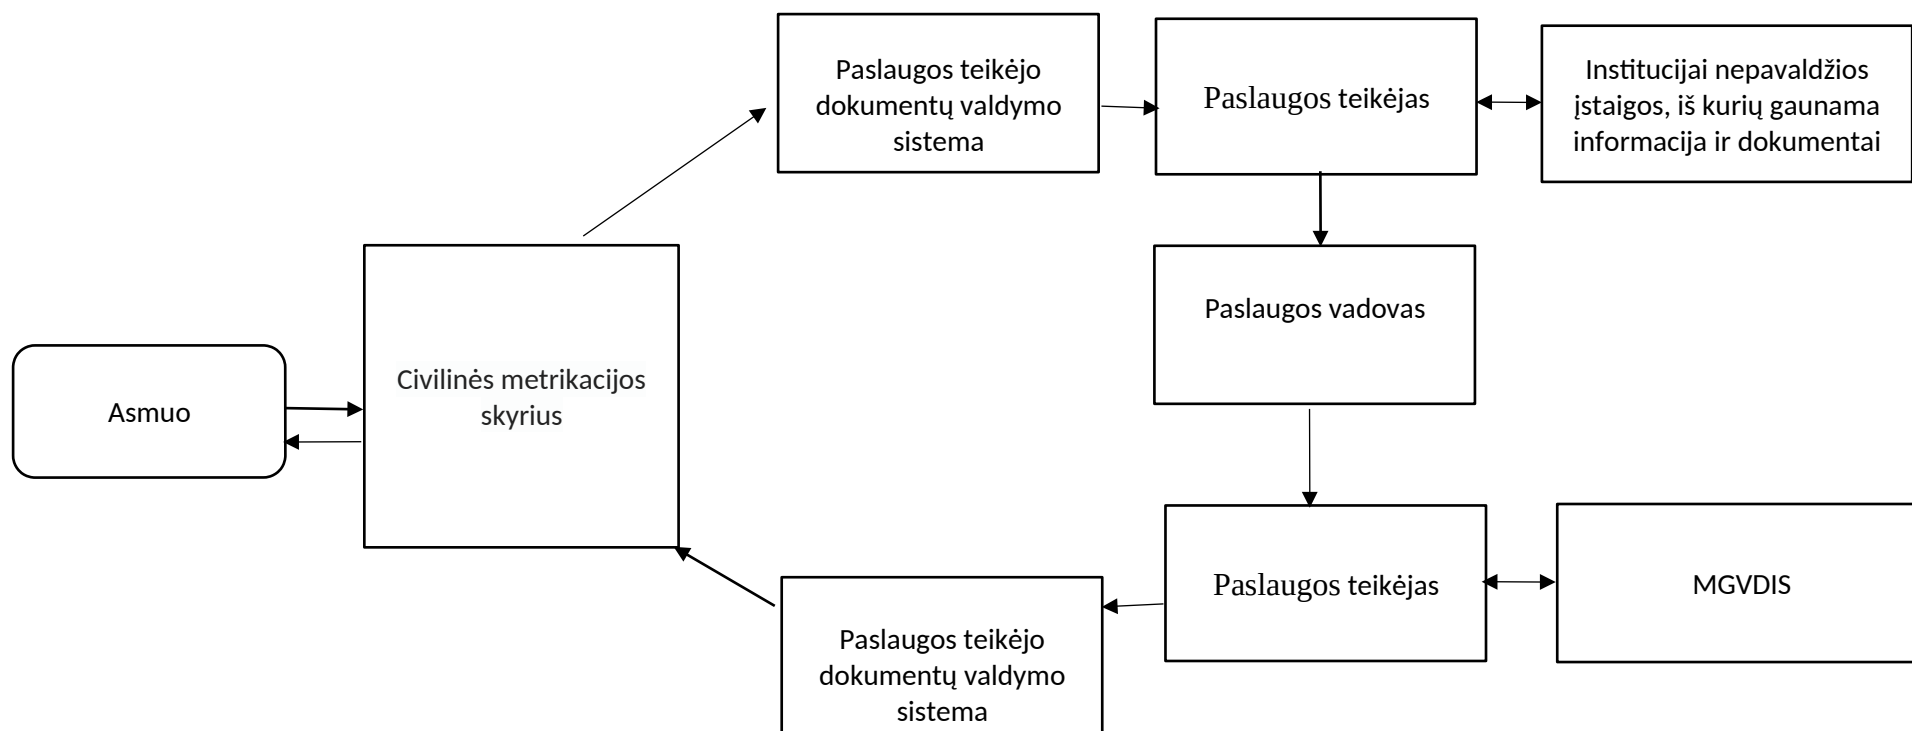 Paslaugos teikėjo
dokumentų valdymo
sistema
Paslaugos teikėjas
Institucijai nepavaldžios
įstaigos, iš kurių gaunama
informacija ir dokumentai
Paslaugos vadovas
Civilinės metrikacijos
skyrius
Asmuo
Paslaugos teikėjas
MGVDIS
Paslaugos teikėjo
dokumentų valdymo
sistema